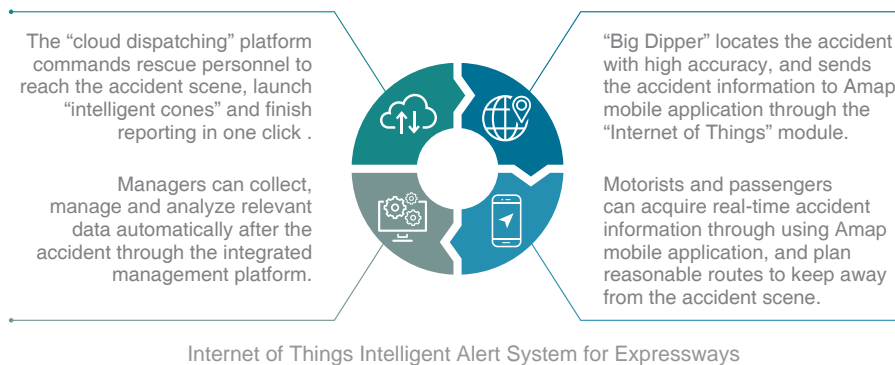 The “cloud dispatching” platform
commands rescue personnel to
reach the accident scene, launch
“intelligent cones” and finish
reporting in one click .
“Big Dipper” locates the accident
with high accuracy, and sends
the accident information to Amap
mobile application through the
“Internet of Things” module.
Managers can collect,
manage and analyze relevant
data automatically after the
accident through the integrated
management platform.
Motorists and passengers
can acquire real-time accident
information through using Amap
mobile application, and plan
reasonable routes to keep away
from the accident scene.
Internet of Things Intelligent Alert System for Expressways